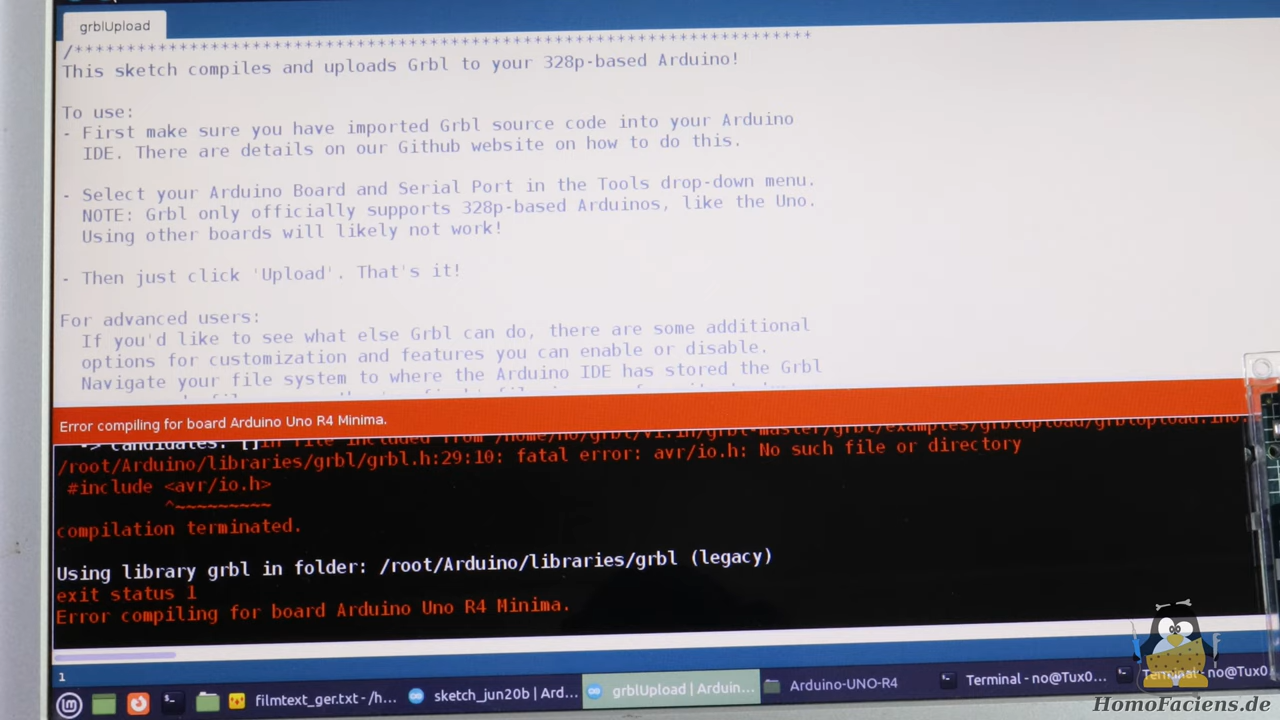 grblUpload
/**********************************************************************
This sketch compiles and uploads Grbl to your 328p-based Arduino!
To use:
- First make sure you have imported Grbl source code into your Arduino
IDE. There are details on our Github website on how to do this.
- Select your Arduino Board and Serial Port in the Tools drop-down menu.
NOTE: Grbl only officially supports 328p-based Arduinos, like the Uno.
Using other boards will likely not work!
- Then just click 'Upload'. That's it!
For advanced users:
If you'd like to see what else Grbl can do, there are some additional
options for customization and features you can enable or disable.
Navigate your file system to where the Arduino IDE has stored the Grbl
Error compiling for board Arduino Uno R4 Minima.
-> candidates: []In file included from
/root/Arduino/libraries/grbl/grbl.h:29:10: fatal error: avr/io.h: No such file or directory
#include <avr/io.h>
^~~~~~~~~~
compilation terminated.
Using library grbl in folder: /root/Arduino/libraries/grbl (legacy)
exit status 1
Error compiling for board Arduino Uno R4 Minima.
1
filmtext_ger.txt - /h...
sketch_jun20b | Ard...
grblUpload | Arduin...
Arduino-UNO-R4
Terminal - no@Tux0...
Terminal - no@Tux0
HomoFaciens.de